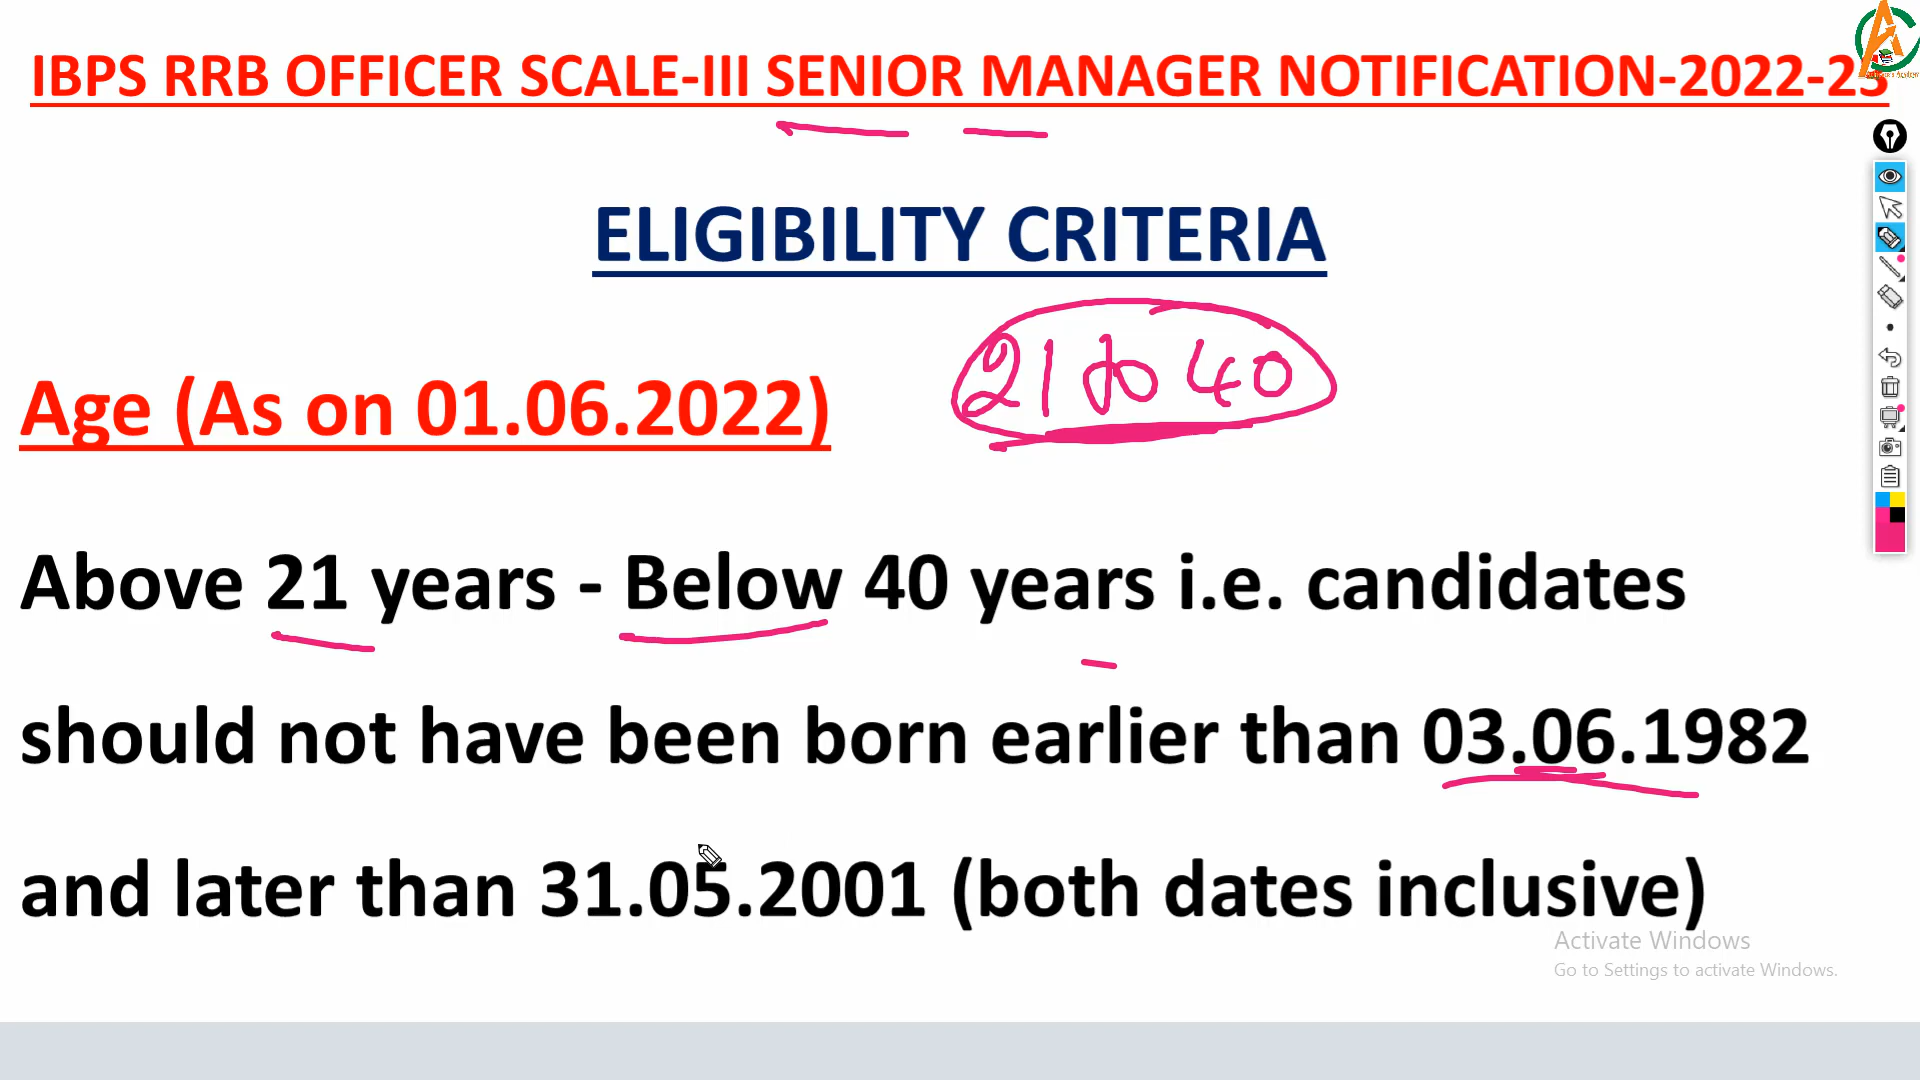 IBPS RRB OFFICER SCALE-III SENIOR MANAGER NOTIFICATION-2022-23
ELIGIBILITY CRITERIA
21 to 40
Age (As on 01.06.2022)
Above 21 years - Below 40 years i.e. candidates
should not have been born earlier than 03.06.1982
and later than 31.05.2001 (both dates inclusive)
Activate Windows
Go to Settings to activate Windows.